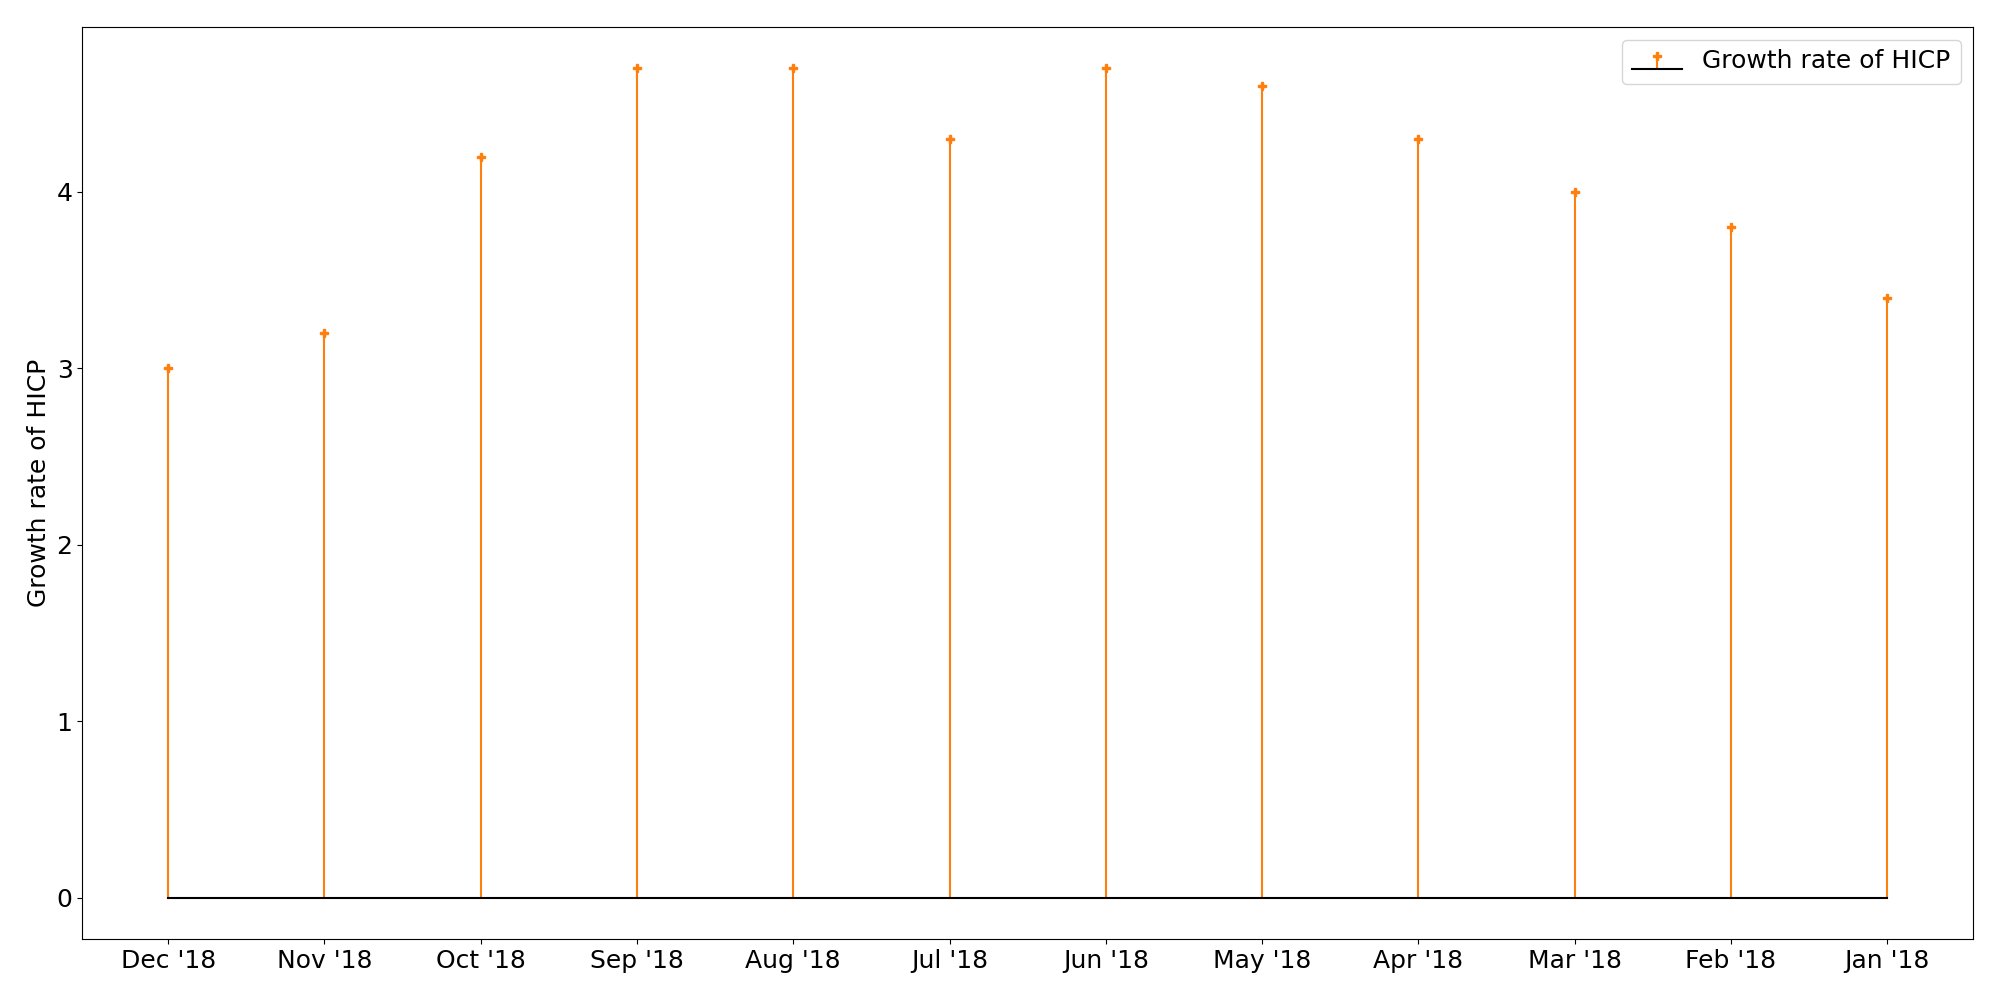 Growth rate of HICP
Growth rate of HICP
4
3
2
1
0
Dec '18 Nov '18 Oct '18 Sep '18 Aug '18 Jul '18 Jun '18 May '18 Apr '18 Mar '18 Feb '18 Jan '18